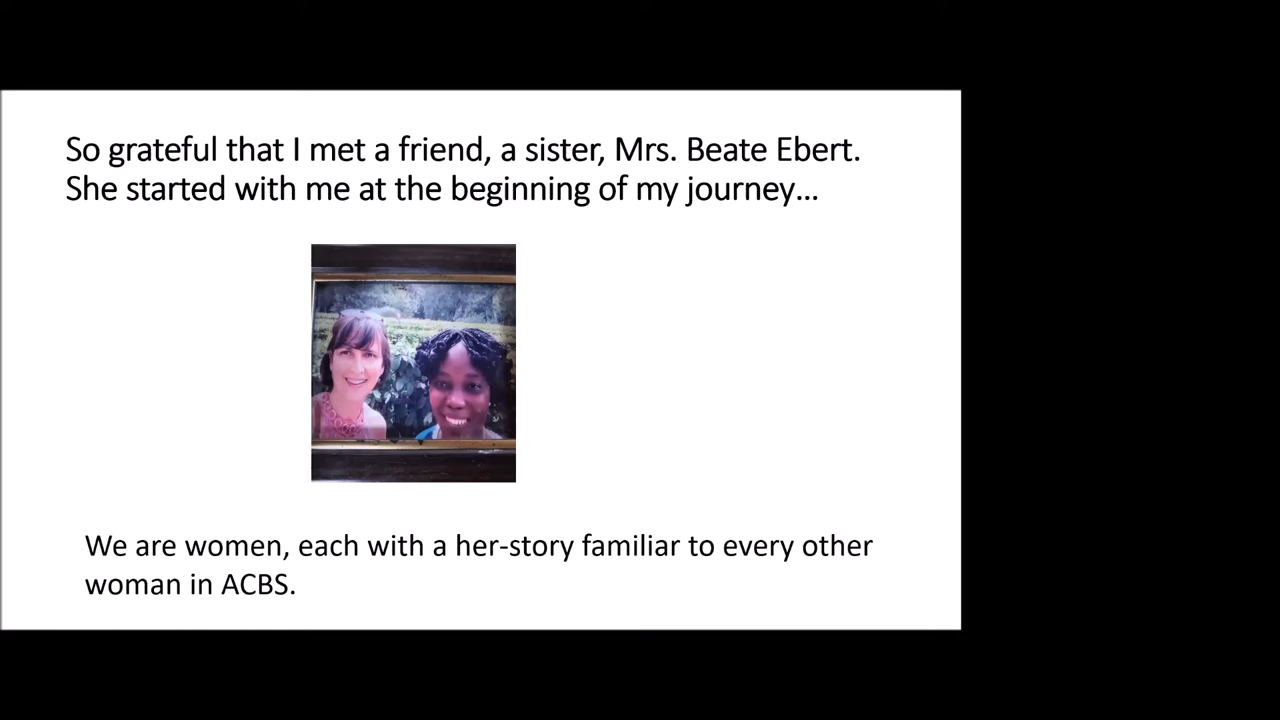 So grateful that I met a friend, a sister, Mrs. Beate Ebert.
She started with me at the beginning of my journey…
We are women, each with a her-story familiar to every other
woman in ACBS.